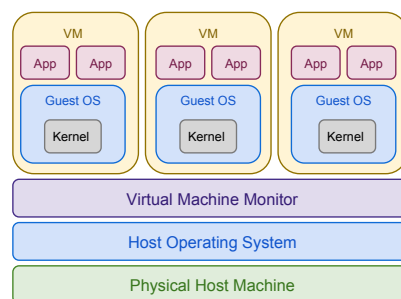 VM VM VM
App App App App App App
Guest OS Guest OS Guest OS
Kernel Kernel Kernel
Virtual Machine Monitor
Host Operating System
Physical Host Machine